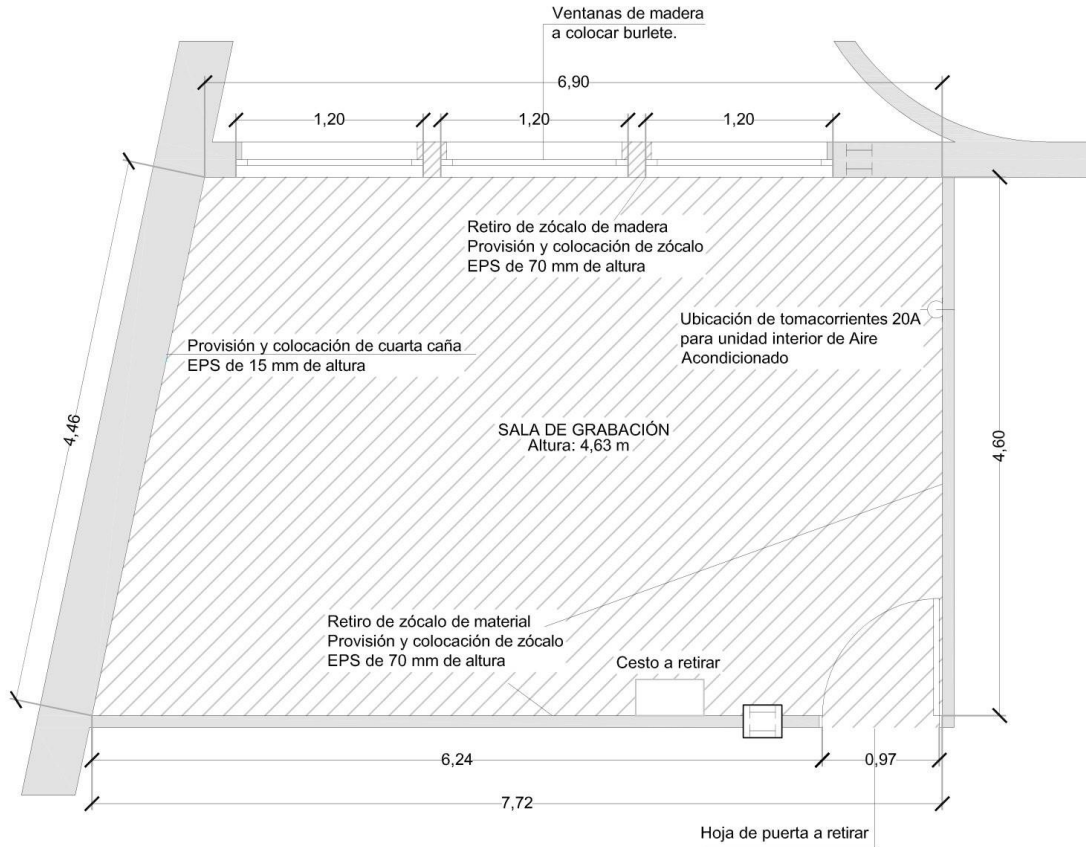 Ventanas de madera
a colocar burlete.
6,90
1,20
1,20
1,20
Retiro de zócalo de madera
Provisión y colocación de zócalo
EPS de 70 mm de altura
Ubicación de tomacorrientes 20A
para unidad interior de Aire
Acondicionado
Provisión y colocación de cuarta caña
EPS de 15 mm de altura
4,46
SALA DE GRABACIÓN
Altura: 4,63 m
4,60
Retiro de zócalo de material
Provisión y colocación de zócalo
EPS de 70 mm de altura
Cesto a retirar
6,24
0,97
7,72
Hoja de puerta a retirar